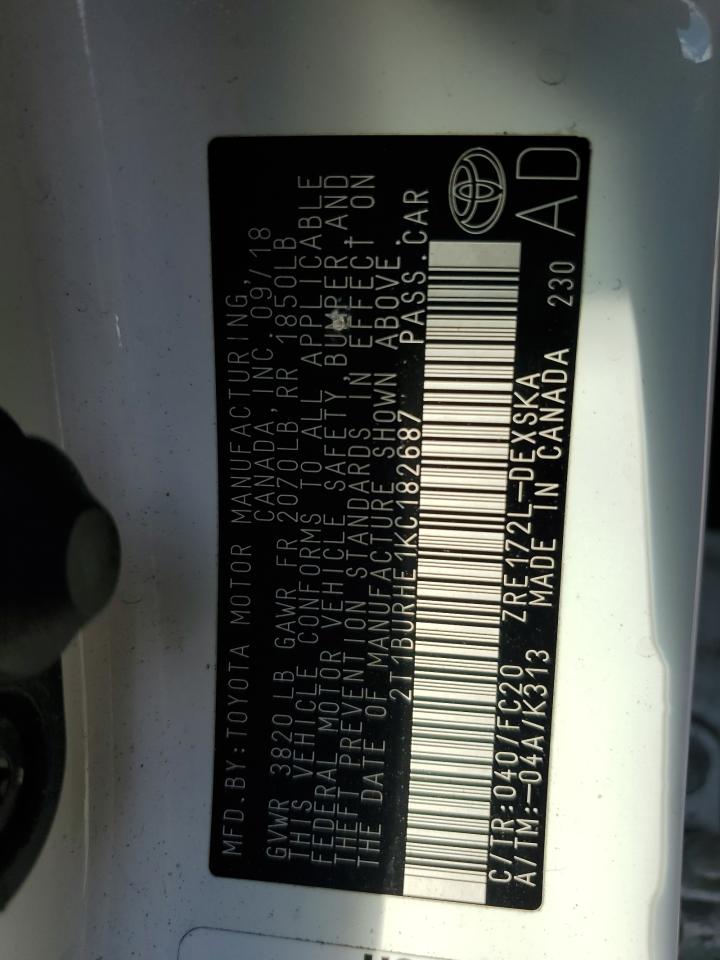 MFD.BY:TOYOTA MOTOR MANUFACTURING,
CANADA, INC. 09/18
GVWR 3820 LB GAWR FR 2070LB, RR 1850LB
THIS VEHICLE CONFORMS TO ALL APPLICABLE
FEDERAL MOTOR VEHICLE SAFETY, BUMPER, AND
THEFT PREVENTION STANDARDS IN EFFECT ON
THE DATE OF MANUFACTURE SHOWN ABOVE.
2T1BURHE1KC182687 PASS.CAR
C/TR:040/FC20 ZRE172L-DEXSKA
A/TM:-04A/K313 MADE IN CANADA 230
AD